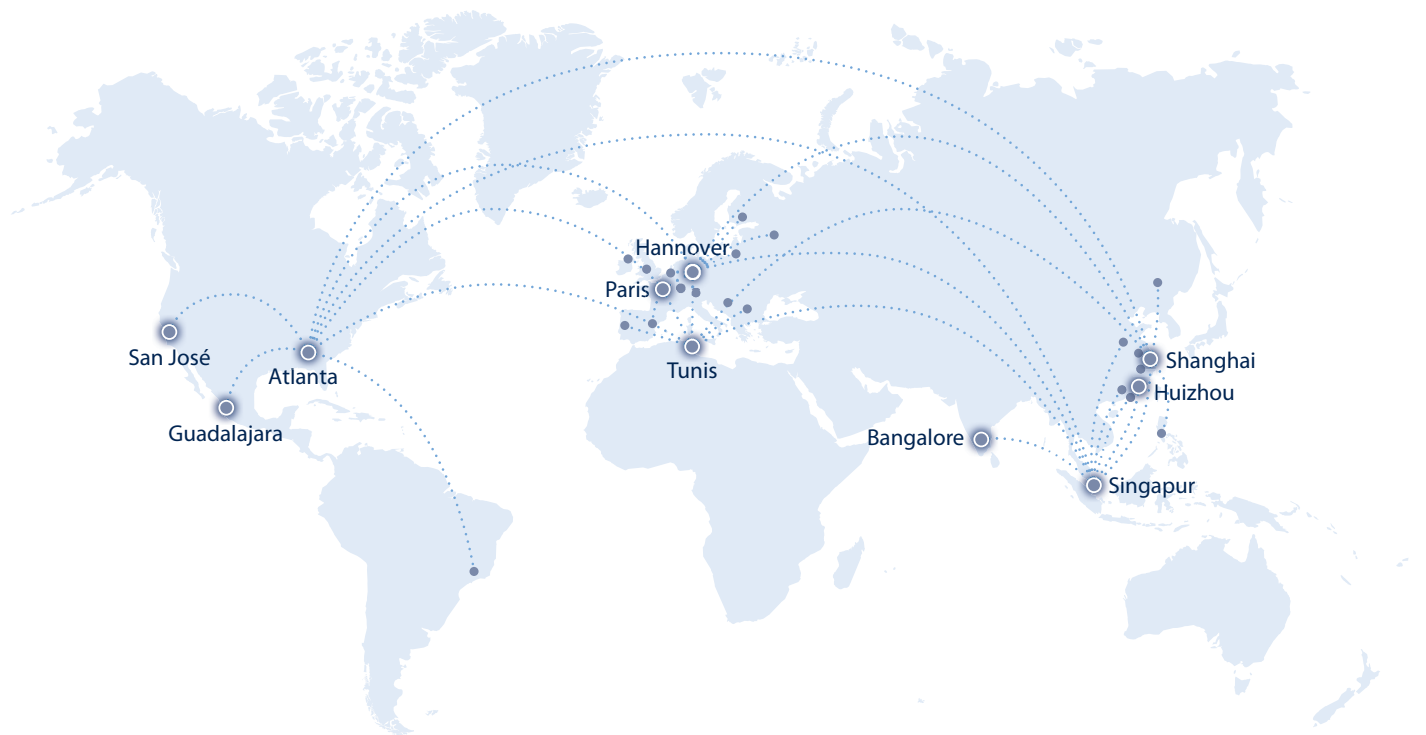 Hannover
Paris
San José
Atlanta
Tunis
Shanghai
Huizhou
Guadalajara
Bangalore
Singapur